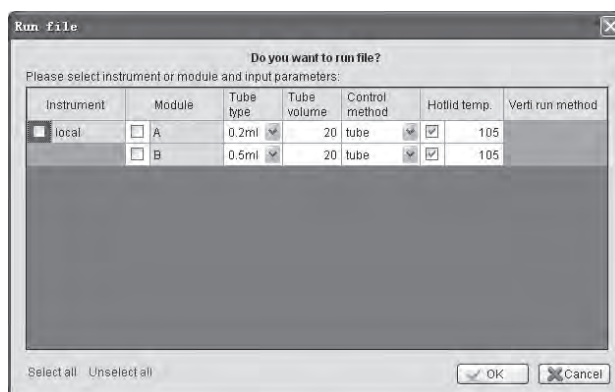 Run file
Do you want to run file?
Please select instrument or module and input parameters:
Instrument Module Tube type Tube volume Control method Hotlid temp. Verti run method
local A 0.2ml 20 tube 105
B 0.5ml 20 tube 105
Select all Unselect all OK Cancel